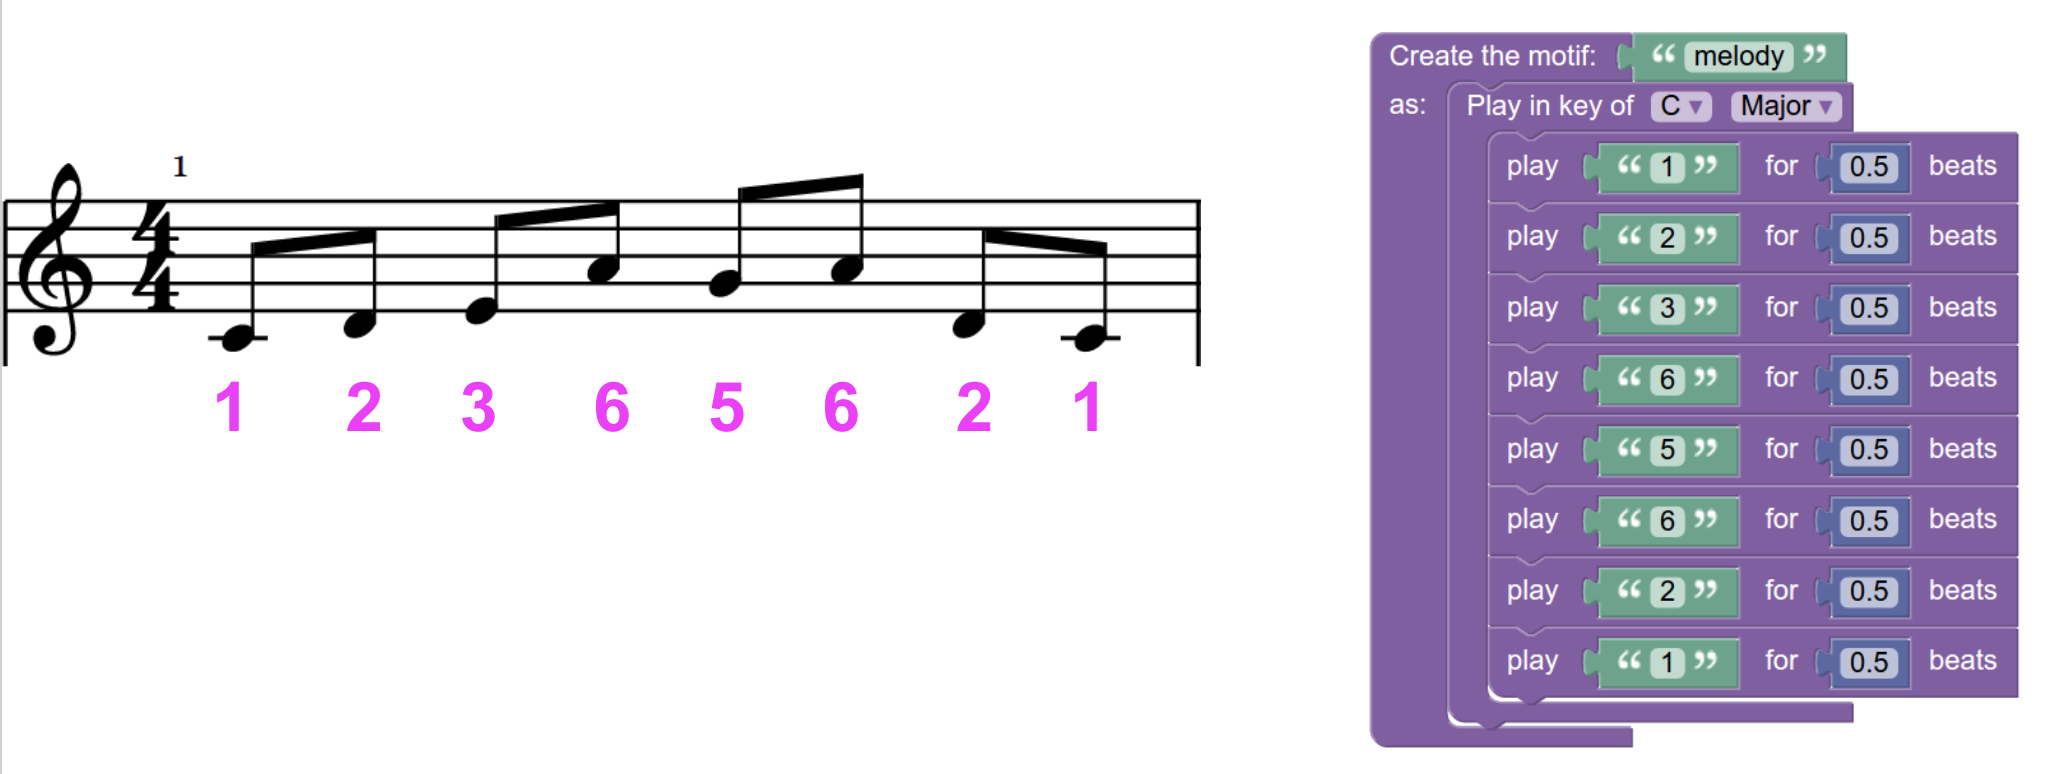 1
4
4
1 2 3 6 5 6 2 1
Create the motif: “ melody ”
as: Play in key of C ▾ Major ▾
play “ 1 ” for 0.5 beats
play “ 2 ” for 0.5 beats
play “ 3 ” for 0.5 beats
play “ 6 ” for 0.5 beats
play “ 5 ” for 0.5 beats
play “ 6 ” for 0.5 beats
play “ 2 ” for 0.5 beats
play “ 1 ” for 0.5 beats